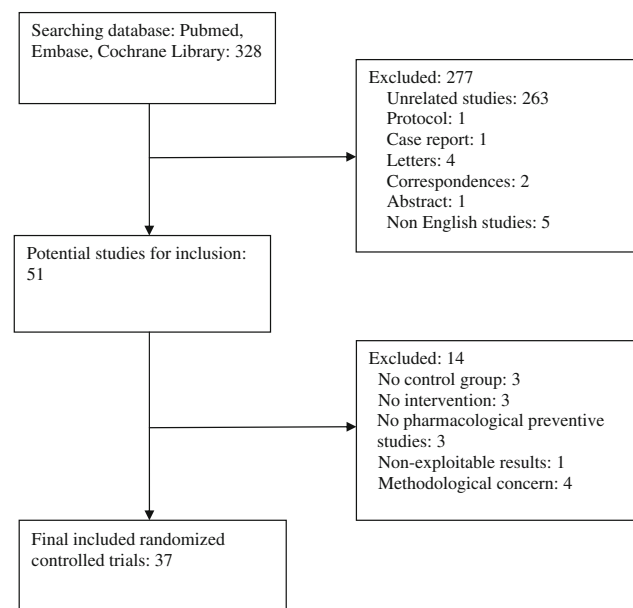 Searching database: Pubmed,
Embase, Cochrane Library: 328
Excluded: 277
Unrelated studies: 263
Protocol: 1
Case report: 1
Letters: 4
Correspondences: 2
Abstract: 1
Non English studies: 5
Potential studies for inclusion:
51
Excluded: 14
No control group: 3
No intervention: 3
No pharmacological preventive
studies: 3
Non-exploitable results: 1
Methodological concern: 4
Final included randomized
controlled trials: 37